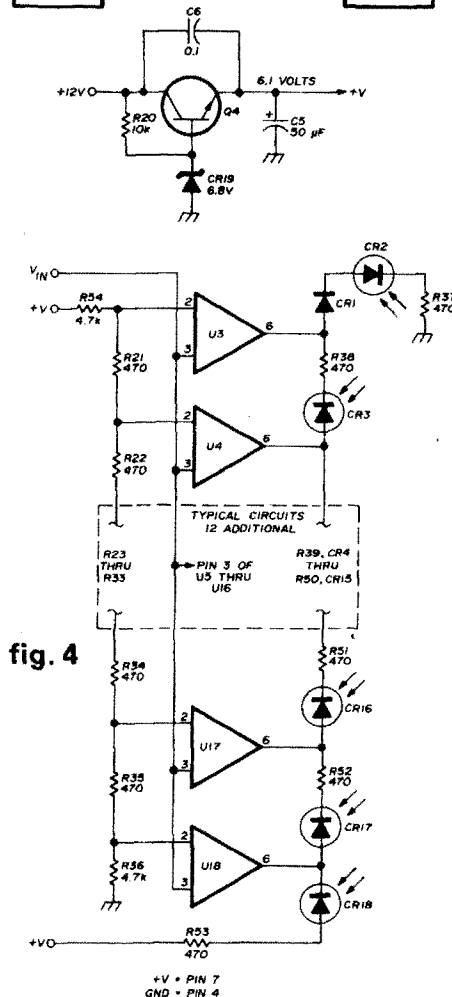 C6
0.1
+12V
6.1 VOLTS
+V
R20
10k
Q4
+
C5
50 µF
CR19
6.8V
CR2
VIN
+V
R54
4.7k
2
U3
3
6
CR1
R37
470
R21
470
R38
470
2
U4
3
6
CR3
R22
470
TYPICAL CIRCUITS
12 ADDITIONAL
R23
THRU
R33
PIN 3 OF
U5 THRU
U16
R39, CR4
THRU
R50, CR15
fig. 4
R34
470
R51
470
CR16
2
U17
3
6
R35
470
R52
470
CR17
2
U18
3
6
R36
4.7k
CR18
+V
R53
470
+V = PIN 7
GND = PIN 4